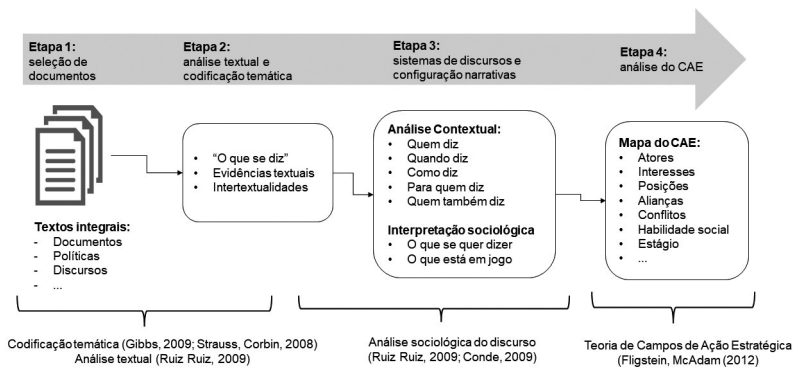 Etapa 1:
seleção de
documentos
Etapa 2:
análise textual e
codificação temática
Etapa 3:
sistemas de discursos e
configuração narrativas
Etapa 4:
análise do CAE
Textos integrais:
- Documentos
- Políticas
- Discursos
- ...
• “O que se diz”
• Evidências textuais
• Intertextualidades
Análise Contextual:
• Quem diz
• Quando diz
• Como diz
• Para quem diz
• Quem também diz
Interpretação sociológica
• O que se quer dizer
• O que está em jogo
Mapa do CAE:
• Atores
• Interesses
• Posições
• Alianças
• Conflitos
• Habilidade social
• Estágio
• ...
Codificação temática (Gibbs, 2009; Strauss, Corbin, 2008)
Análise textual (Ruiz Ruiz, 2009)
Análise sociológica do discurso
(Ruiz Ruiz, 2009; Conde, 2009)
Teoria de Campos de Ação Estratégica
(Fligstein, McAdam (2012)